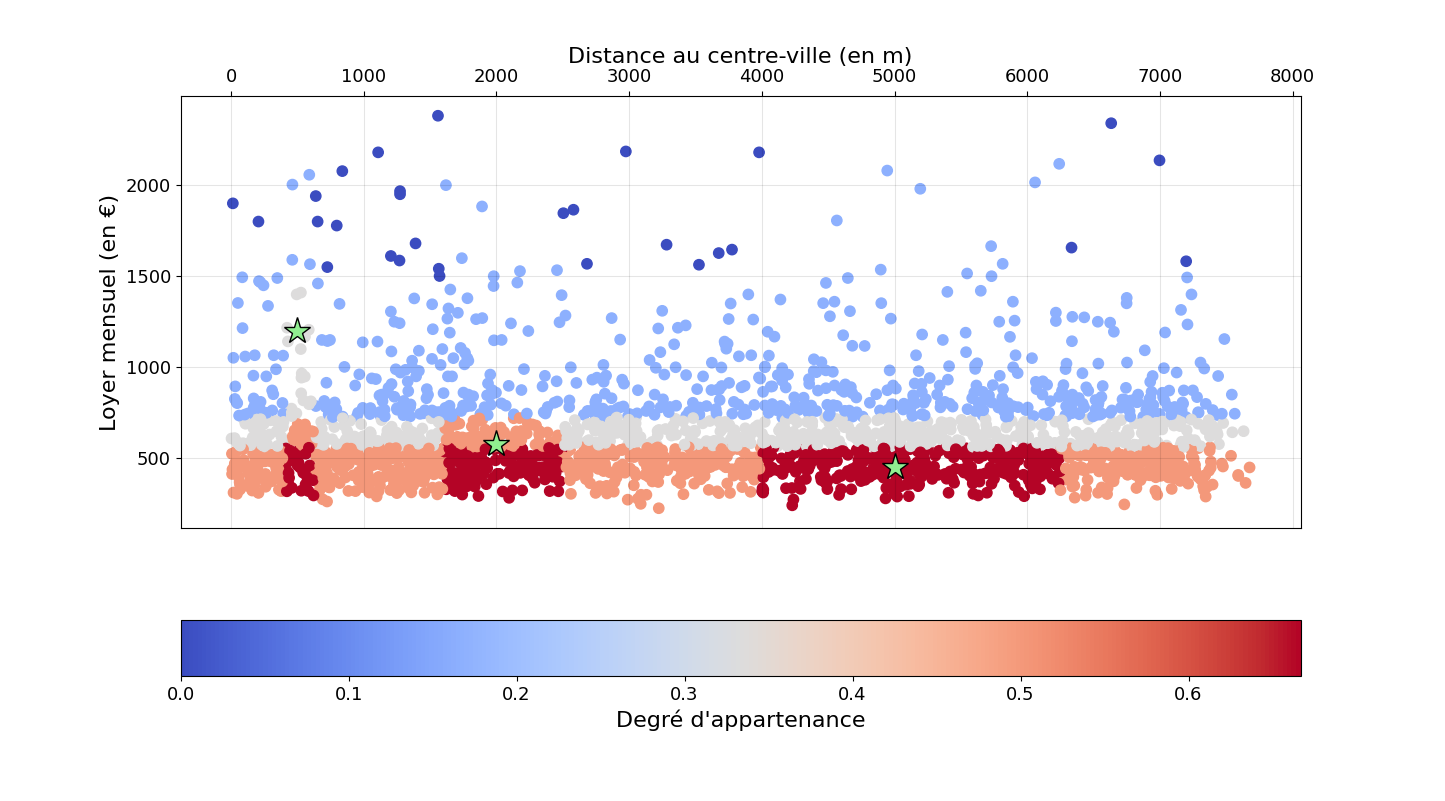 Distance au centre-ville (en m)
0 1000 2000 3000 4000 5000 6000 7000 8000
Loyer mensuel (en €)
2000
1500
1000
500
0.0 0.1 0.2 0.3 0.4 0.5 0.6
Degré d'appartenance